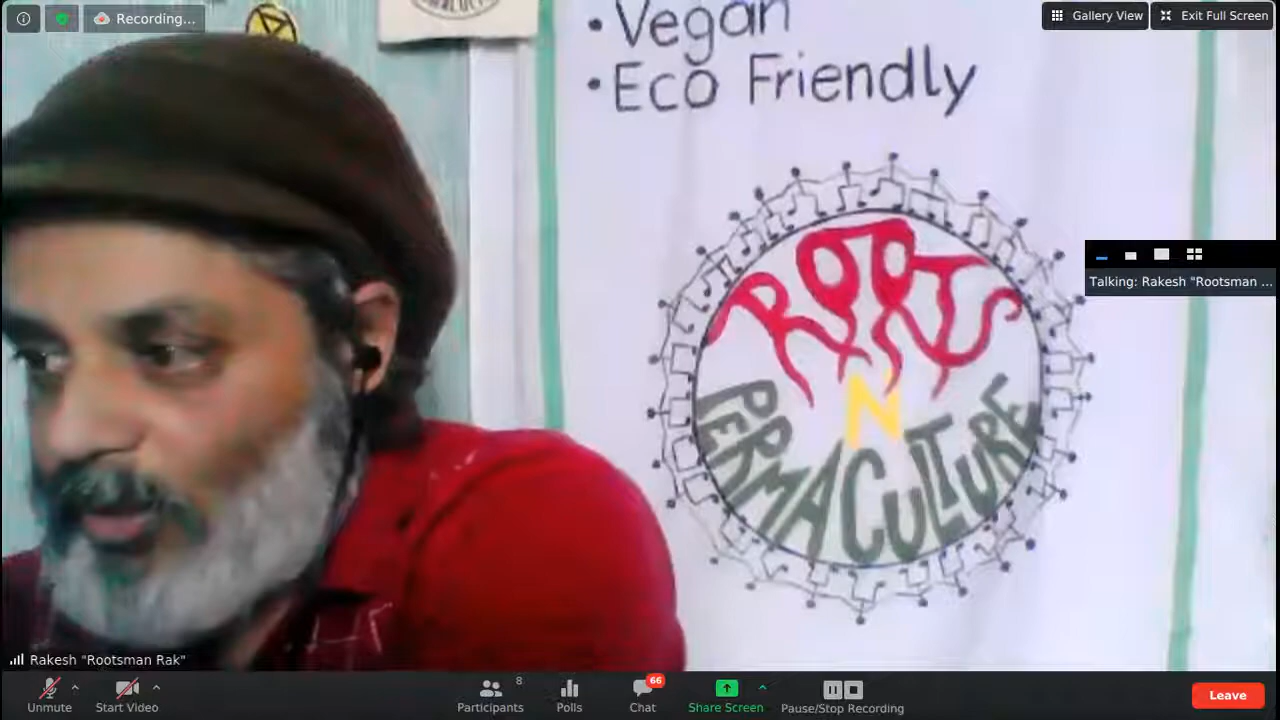 Recording...
Gallery View
Exit Full Screen
• Vegan
• Eco Friendly
ROOTS
N
PERMACULTURE
Talking: Rakesh "Rootsman ...
Rakesh "Rootsman Rak"
Unmute
Start Video
Participants
8
Polls
Chat
66
Share Screen
Pause/Stop Recording
Leave